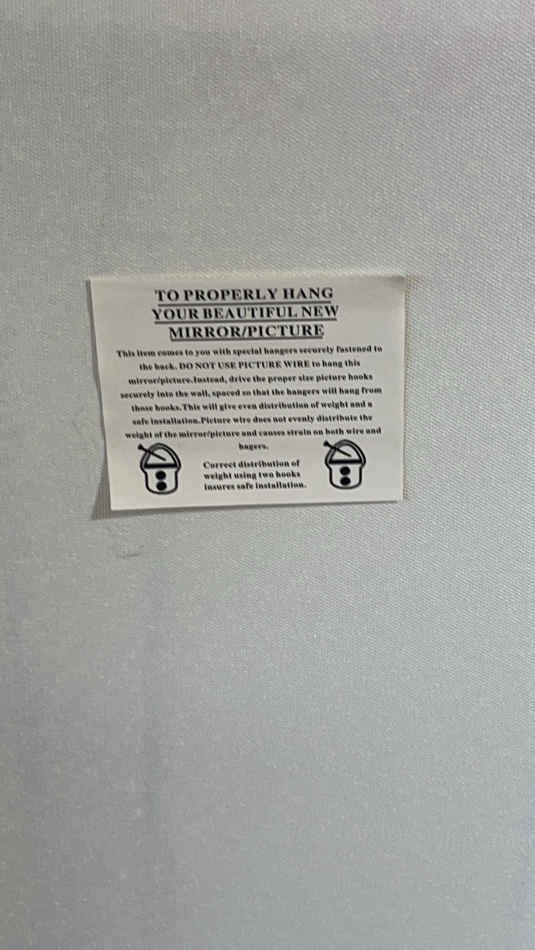 TO PROPERLY HANG
YOUR BEAUTIFUL NEW
MIRROR/PICTURE
This item comes to you with special hangers securely fastened to
the back. DO NOT USE PICTURE WIRE to hang this
mirror/picture.Instead, drive the proper size picture hooks
securely into the wall, spaced so that the hangers will hang from
those hooks.This will give even distribution of weight and a
safe installation.Picture wire does not evenly distribute the
weight of the mirror/picture and causes strain on both wire and
hagers.
Correct distribution of
weight using two hooks
insures safe installation.